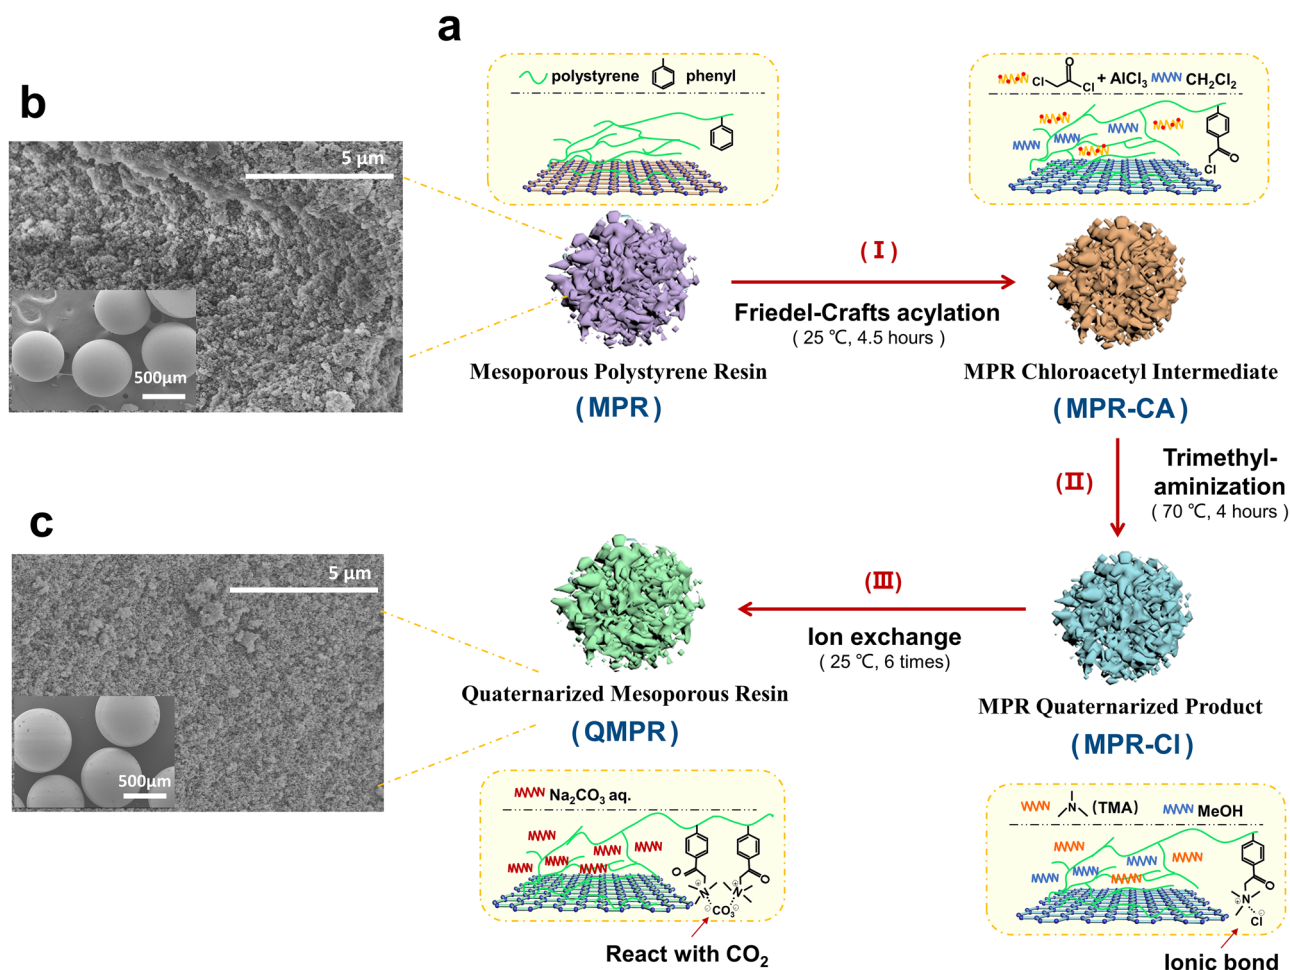 a
polystyrene phenyl
Cl O Cl + AlCl₃ CH₂Cl₂
O
Cl
b
5 μm
500μm
(Ⅰ)
Friedel-Crafts acylation
( 25 ℃, 4.5 hours )
Mesoporous Polystyrene Resin
(MPR)
MPR Chloroacetyl Intermediate
(MPR-CA)
(Ⅱ)
Trimethyl-
aminization
( 70 ℃, 4 hours )
c
5 μm
500μm
(Ⅲ)
Ion exchange
( 25 ℃, 6 times)
Quaternarized Mesoporous Resin
(QMPR)
MPR Quaternarized Product
(MPR-Cl)
Na₂CO₃ aq.
O O
N + N +
- CO₃ -
React with CO₂
N (TMA) MeOH
O
+ N
Cl -
Ionic bond